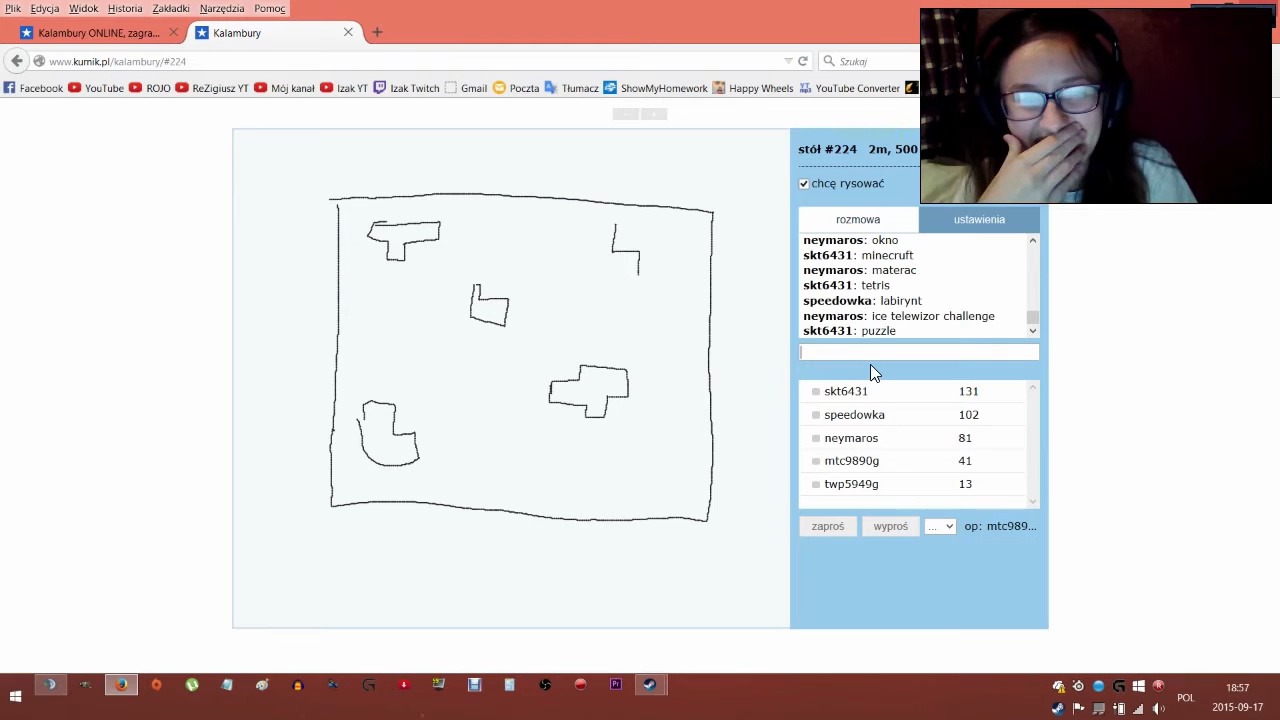 Plik Edycja Widok Historia Zakładki Narzędzia Pomoc
Kalambury ONLINE, zagra...
Kalambury
www.kurnik.pl/kalambury/#224
Szukaj
Facebook Youtube ROJO ReZigiusz YT Mój kanał Izak YT Izak Twitch Gmail Poczta Tłumacz ShowMyHomework Happy Wheels YouTube Converter
stół #224 2m, 500
chcę rysować
rozmowa ustawienia
neymaros: okno
skt6431: minecruft
neymaros: materac
skt6431: tetris
speedowka: labirynt
neymaros: ice telewizor challenge
skt6431: puzzle
skt6431 131
speedowka 102
neymaros 81
mtc9890g 41
twp5949g 13
zaproś wyproś ... op: mtc989...
POL
18:57
2015-09-17